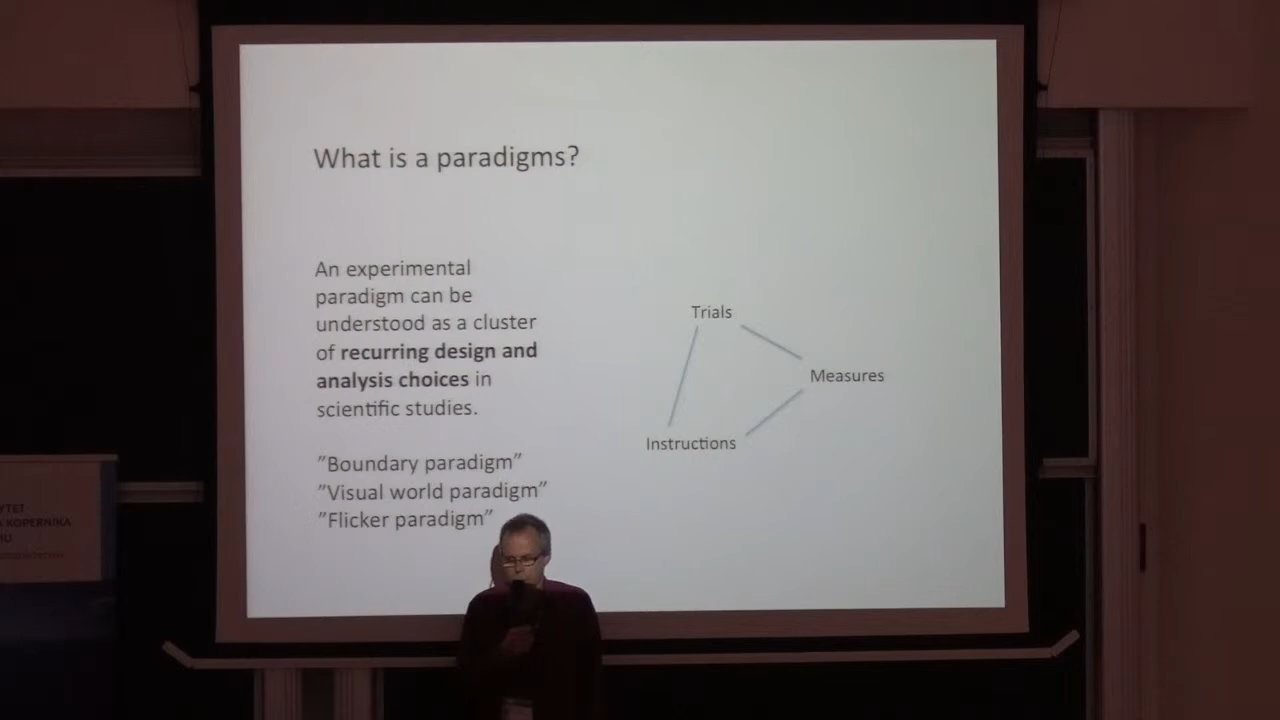 What is a paradigms?
An experimental
paradigm can be
understood as a cluster
of recurring design and
analysis choices in
scientific studies.
”Boundary paradigm”
”Visual world paradigm”
”Flicker paradigm”
Trials
Measures
Instructions
YTET
A KOPERNIKA